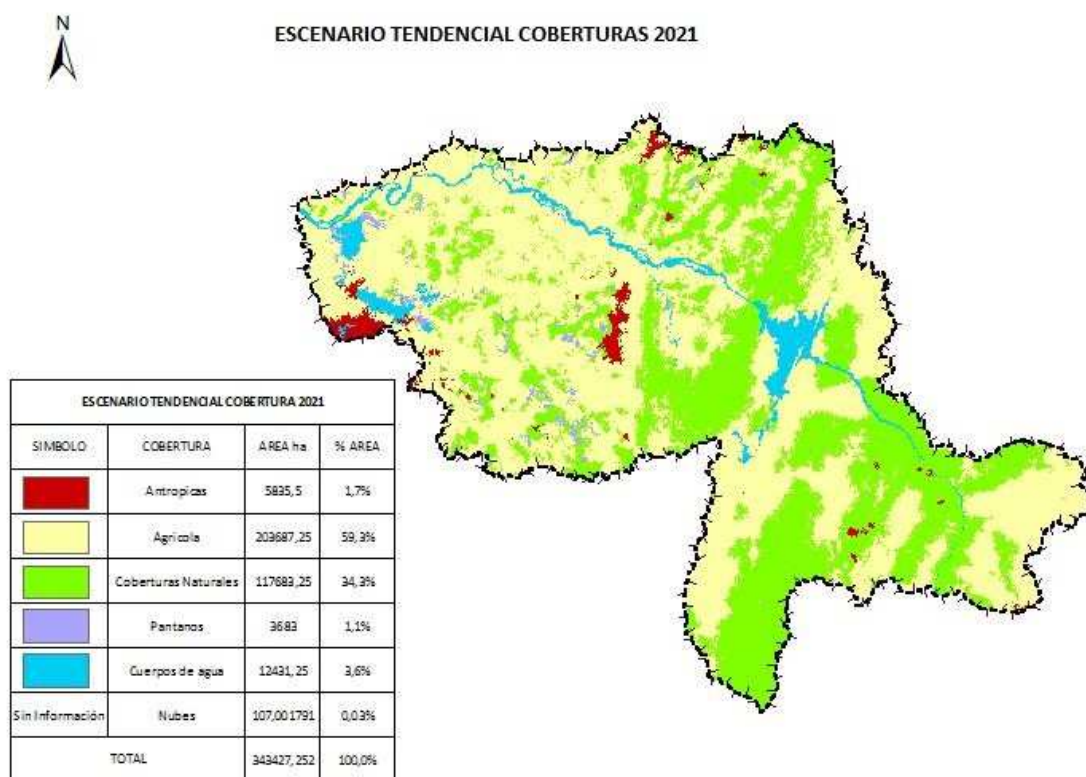 N
ESCENARIO TENDENCIAL COBERTURAS 2021
ESCENARIO TENDENCIAL COBERTURA 2021
SIMBOLO COBERTURA AREA ha % AREA
Antropicas 5835,5 1,7%
Agricola 203687,25 59,3%
Coberturas Naturales 117683,25 34,3%
Pantanos 3683 1,1%
Cuerpos de agua 12431,25 3,6%
Sin Información Nubes 107,001791 0,03%
TOTAL 343427,252 100,0%